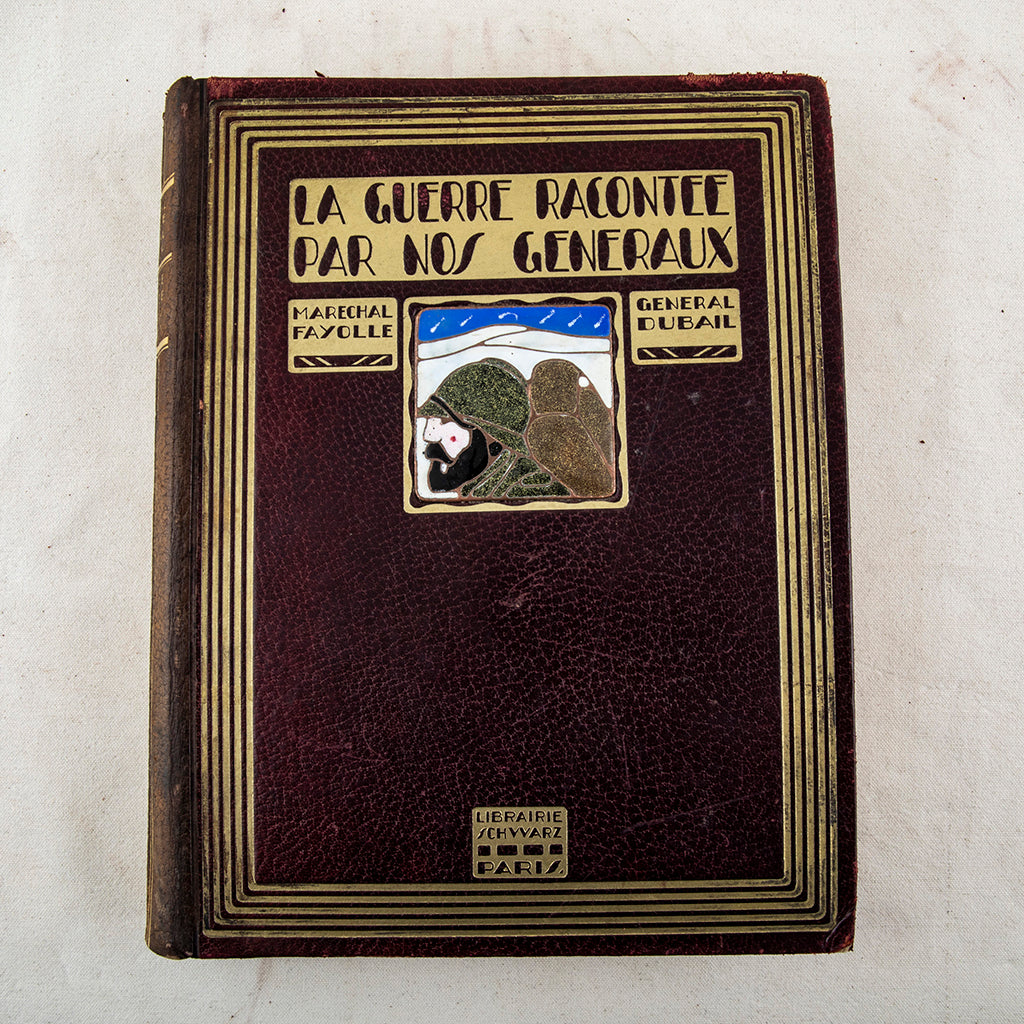 LA GUERRE RACONTEE
PAR NOS GENERAUX
MARECHAL
FAYOLLE
GENERAL
DUBAIL
LIBRAIRIE
SCHWARZ
PARIS